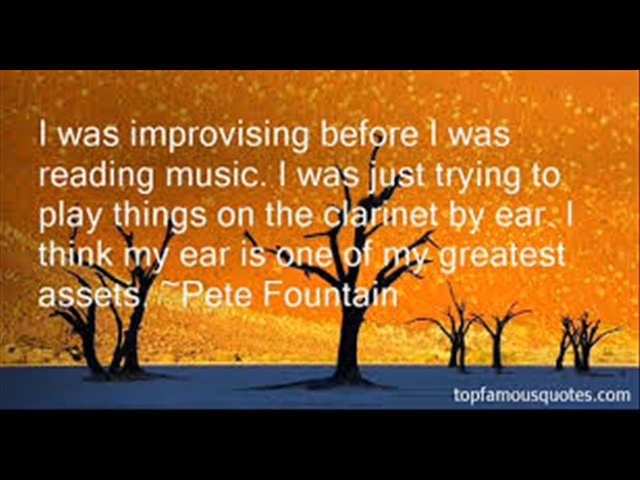 I was improvising before I was
reading music. I was just trying to
play things on the clarinet by ear. I
think my ear is one of my greatest
assets. ~Pete Fountain
topfamousquotes.com